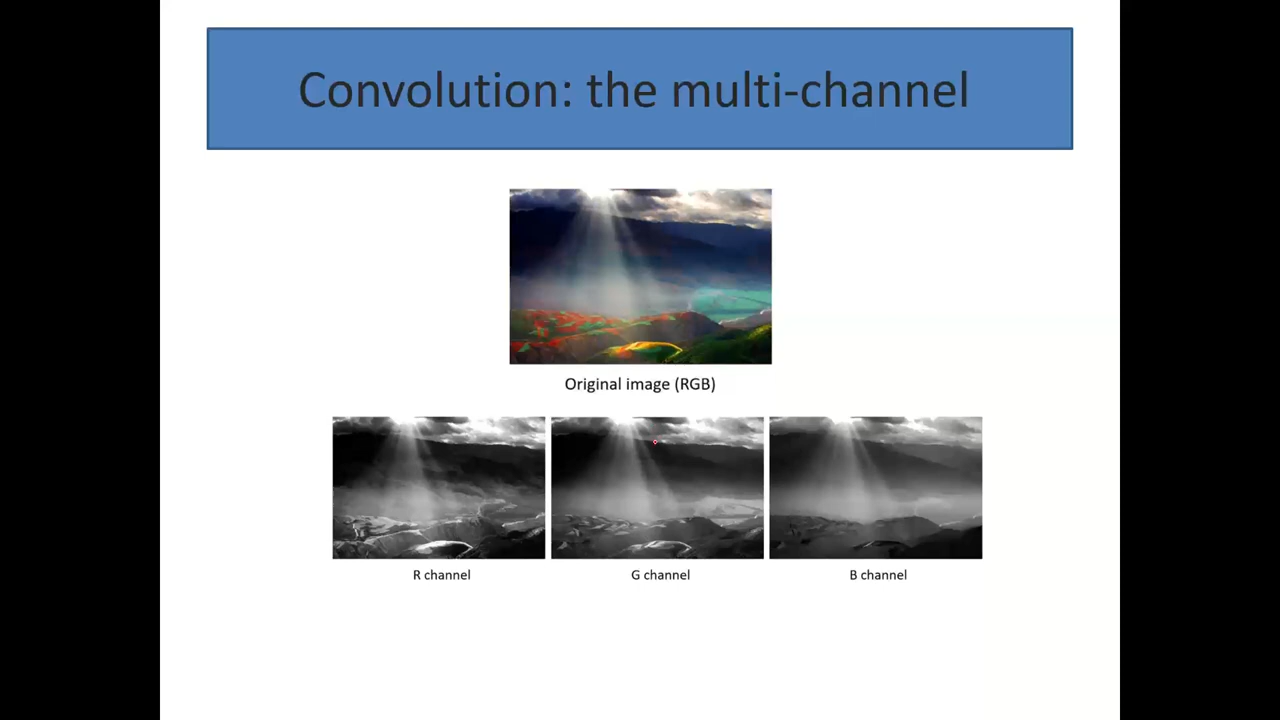 Convolution: the multi-channel
Original image (RGB)
R channel
G channel
B channel